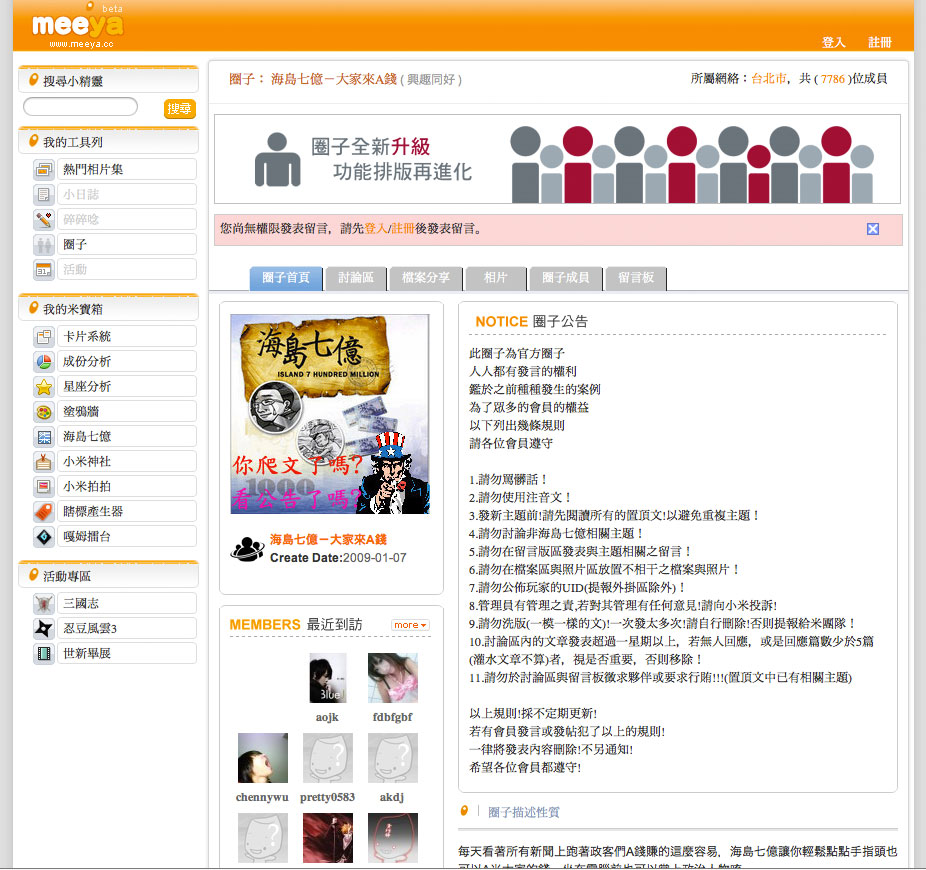 beta
meeya
www.meeya.cc
登入 註冊
搜尋小精靈
搜尋
我的工具列
熱門相片集
小日誌
碎碎唸
圈子
活動
我的米寶箱
卡片系統
成份分析
星座分析
塗鴉牆
海島七億
小米神社
小米拍拍
賭標產生器
嘎姆擂台
活動專區
三國志
忍豆風雲3
世新畢展
圈子： 海島七億－大家來A錢 ( 興趣同好 )
所屬網絡：台北市，共 ( 7786 )位成員
圈子全新升級
功能排版再進化
您尚無權限發表留言，請先登入/註冊後發表留言。
圈子首頁 討論區 檔案分享 相片 圈子成員 留言板
海島七億
ISLAND 7 HUNDRED MILLION
你爬文了嗎?
1000
看公告了嗎?
海島七億－大家來A錢
Create Date:2009-01-07
MEMBERS 最近到訪 more
Blue!
aojk fdbfgbf
chennywu pretty0583 akdj
NOTICE 圈子公告
此圈子為官方圈子
人人都有發言的權利
鑑於之前種種發生的案例
為了眾多的會員的權益
以下列出幾條規則
請各位會員遵守
1.請勿罵髒話！
2.請勿使用注音文！
3.發新主題前!請先閱讀所有的置頂文!以避免重複主題！
4.請勿討論非海島七億相關主題！
5.請勿在留言版區發表與主題相關之留言！
6.請勿在檔案區與照片區放置不相干之檔案與照片！
7.請勿公佈玩家的UID(提報外掛區除外)！
8.管理員有管理之責,若對其管理有任何意見!請向小米投訴!
9.請勿洗版(一模一樣的文)!一次發太多次!請自行刪除!否則提報給米團隊！
10.討論區內的文章發表超過一星期以上，若無人回應，或是回應篇數少於5篇
(灌水文章不算)者，視是否重要，否則移除！
11.請勿於討論區與留言板徵求夥伴或要求行賄!!!(置頂文中已有相關主題)
以上規則!採不定期更新!
若有會員發言或發帖犯了以上的規則!
一律將發表內容刪除!不另通知!
希望各位會員都遵守!
圈子描述性質
每天看著所有新聞上跑著政客們A錢賺的這麼容易，海島七億讓你輕鬆點點手指頭也